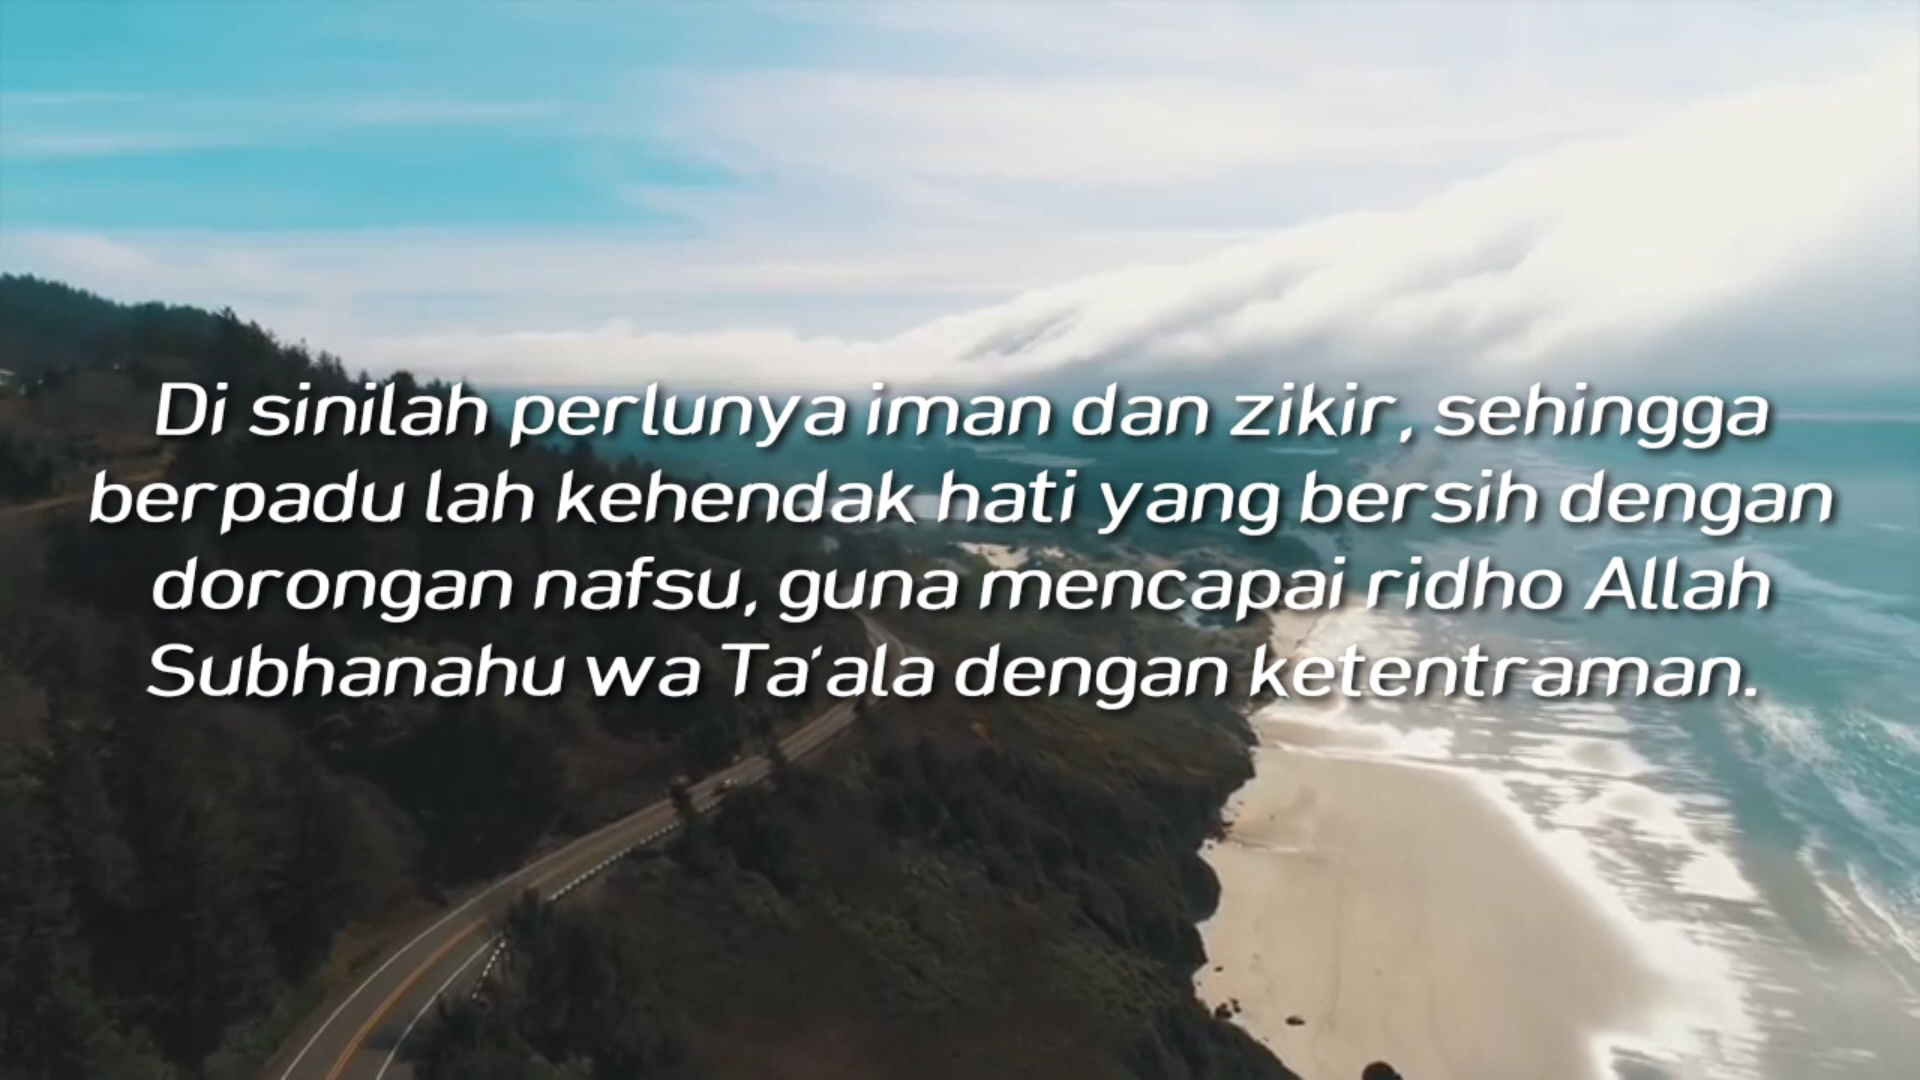 Di sinilah perlunya iman dan zikir, sehingga
berpadu lah kehendak hati yang bersih dengan
dorongan nafsu, guna mencapai ridho Allah
Subhanahu wa Ta'ala dengan ketentraman.